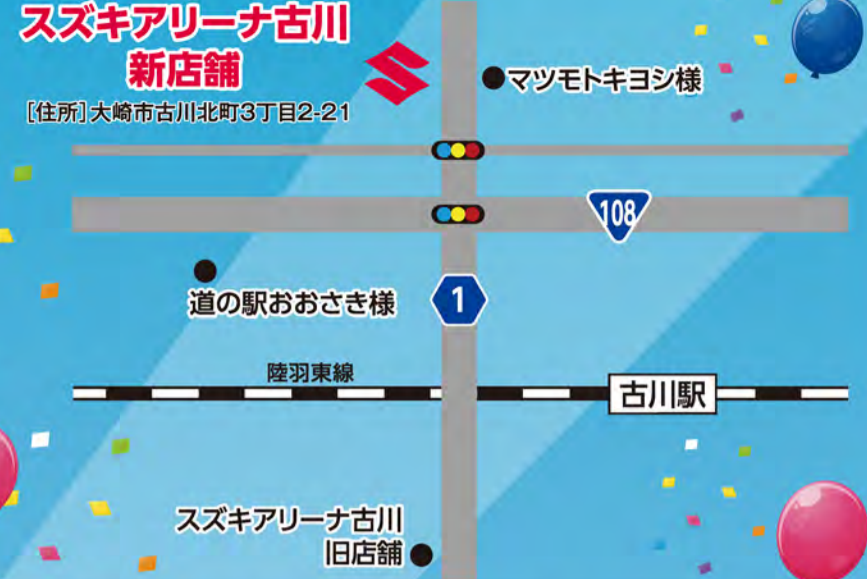 スズキアリーナ古川
新店舗
[住所]大崎市古川北町3丁目2-21
マツモトキヨシ様
108
道の駅おおさき様
1
陸羽東線
古川駅
スズキアリーナ古川
旧店舗